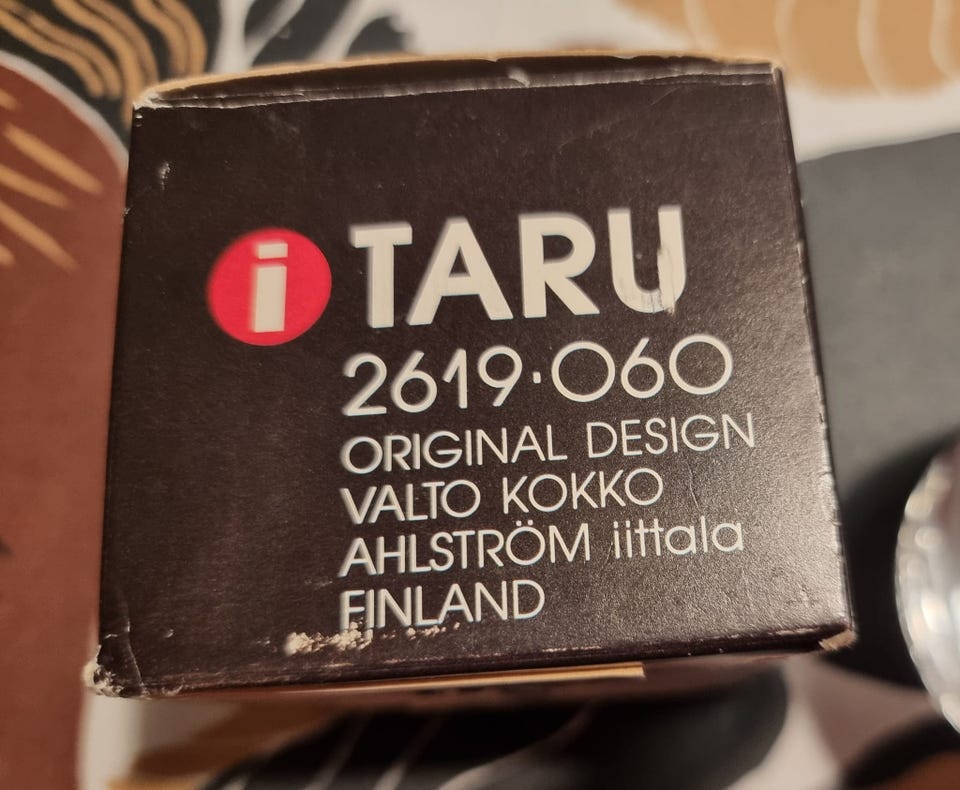 i TARU
2619·060
ORIGINAL DESIGN
VALTO KOKKO
AHLSTRÖM iittala
FINLAND